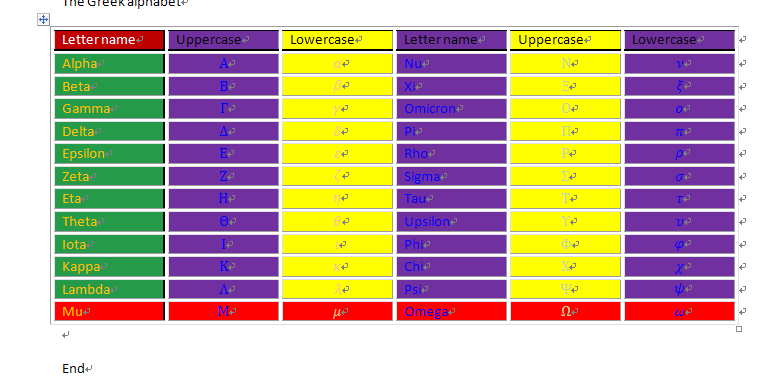 The Greek alphabet
Letter name Uppercase Lowercase Letter name Uppercase Lowercase
Alpha Α α Nu Ν ν
Beta Β β Xi Ξ ξ
Gamma Γ γ Omicron Ο ο
Delta Δ δ Pi Π π
Epsilon Ε ε Rho Ρ ρ
Zeta Ζ ζ Sigma Σ σ
Eta Η η Tau Τ τ
Theta Θ θ Upsilon Υ υ
Iota Ι ι Phi Φ φ
Kappa Κ κ Chi Χ χ
Lambda Λ λ Psi Ψ ψ
Mu Μ μ Omega Ω ω
End